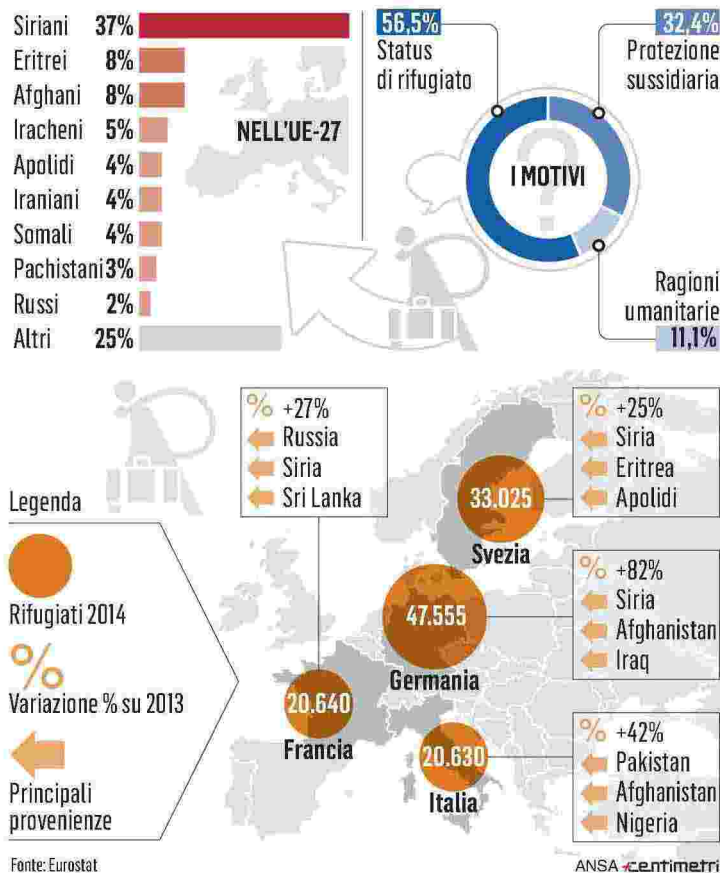 Siriani 37%
Eritrei 8%
Afghani 8%
Iracheni 5%
Apolidi 4%
Iraniani 4%
Somali 4%
Pachistani 3%
Russi 2%
Altri 25%
NELL'UE-27
56,5%
Status
di rifugiato
32,4%
Protezione
sussidiaria
I MOTIVI
?
Ragioni
umanitarie
11,1%
% +27%
Russia
Siria
Sri Lanka
% +25%
Siria
Eritrea
Apolidi
33.025
Svezia
% +82%
Siria
Afghanistan
Iraq
47.555
Germania
20.640
Francia
% +42%
Pakistan
Afghanistan
Nigeria
20.630
Italia
Legenda
Rifugiati 2014
%
Variazione % su 2013
Principali
provenienze
Fonte: Eurostat
ANSA centimetri